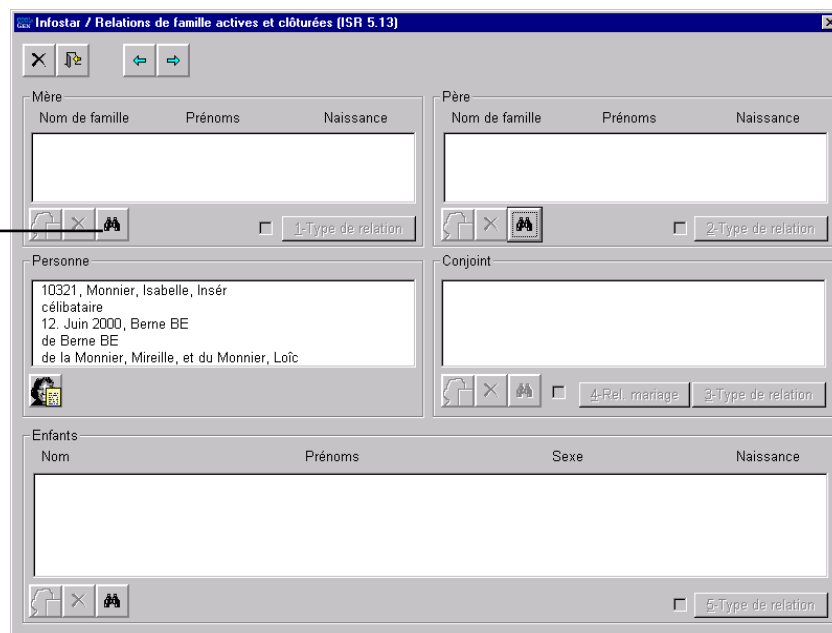 Infostar / Relations de famille actives et clôturées (ISR 5.13)
Mère
Nom de famille Prénoms Naissance
1-Type de relation
Père
Nom de famille Prénoms Naissance
2-Type de relation
Personne
10321, Monnier, Isabelle, Insér
célibataire
12. Juin 2000, Berne BE
de Berne BE
de la Monnier, Mireille, et du Monnier, Loîc
Conjoint
4-Rel. mariage 3-Type de relation
Enfants
Nom Prénoms Sexe Naissance
5-Type de relation